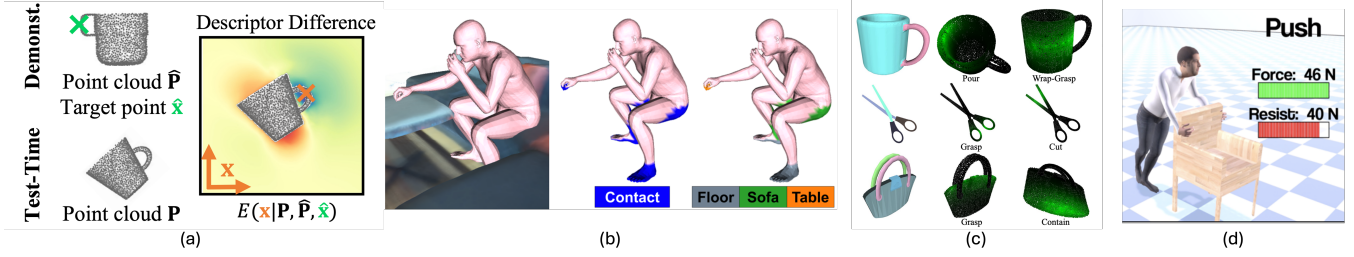 Demonst.
Point cloud P̂
Target point x̂
Test-Time
Point cloud P
Descriptor Difference
x
E(x|P, P̂, x̂)
(a)
Contact
Floor Sofa Table
(b)
Pour
Wrap-Grasp
Grasp
Cut
Grasp
Contain
(c)
Push
Force: 46 N
Resist: 40 N
(d)